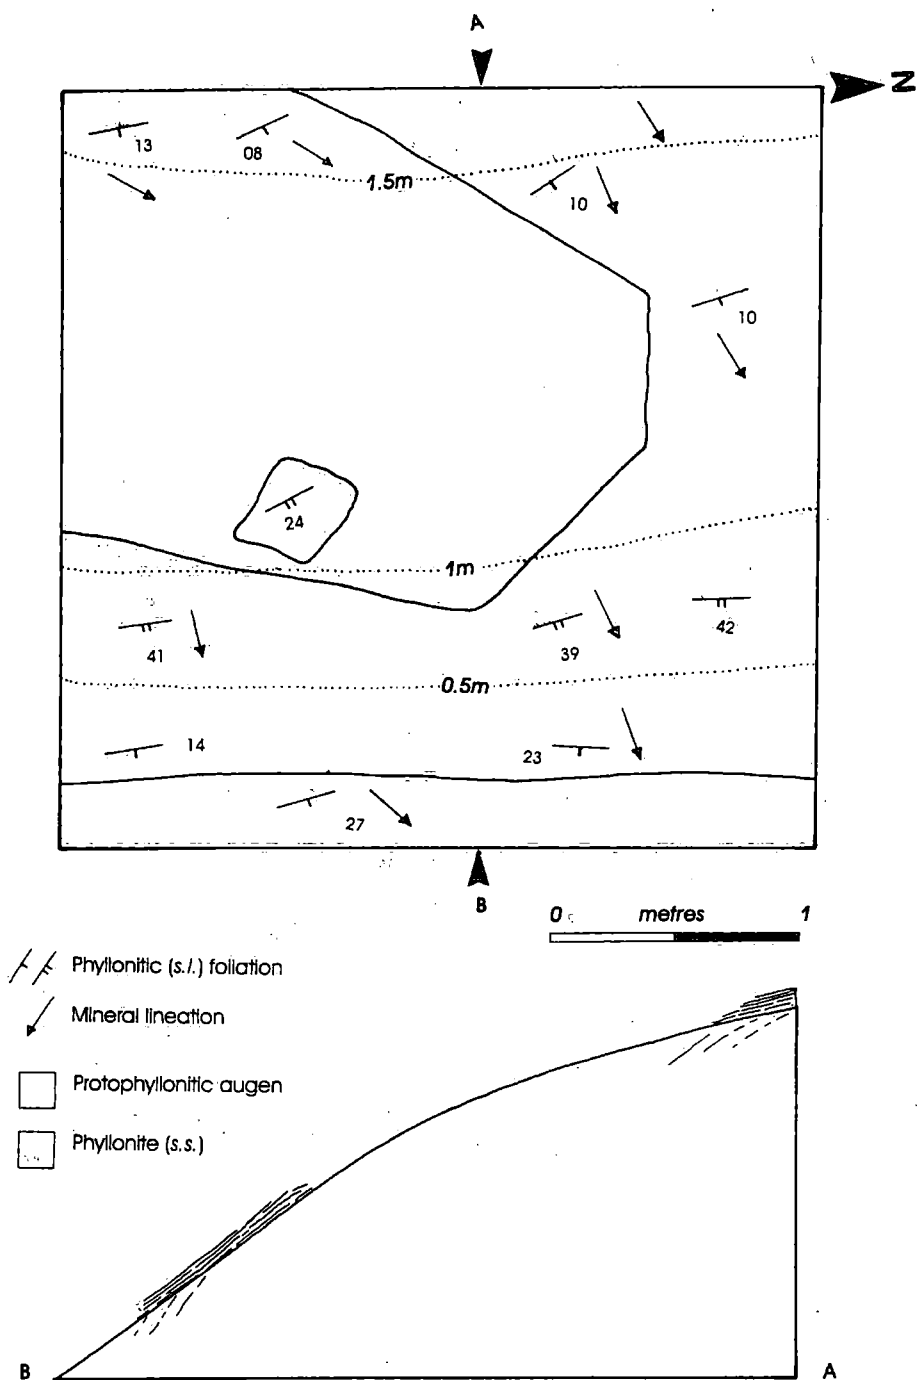 A
N
13
08
1.5m
10
10
24
1m
41
39
42
0.5m
14
23
27
B
0 metres 1
Phyllonitic (s.l.) foliation
Mineral lineation
Protophyllonitic augen
Phyllonite (s.s.)
B A